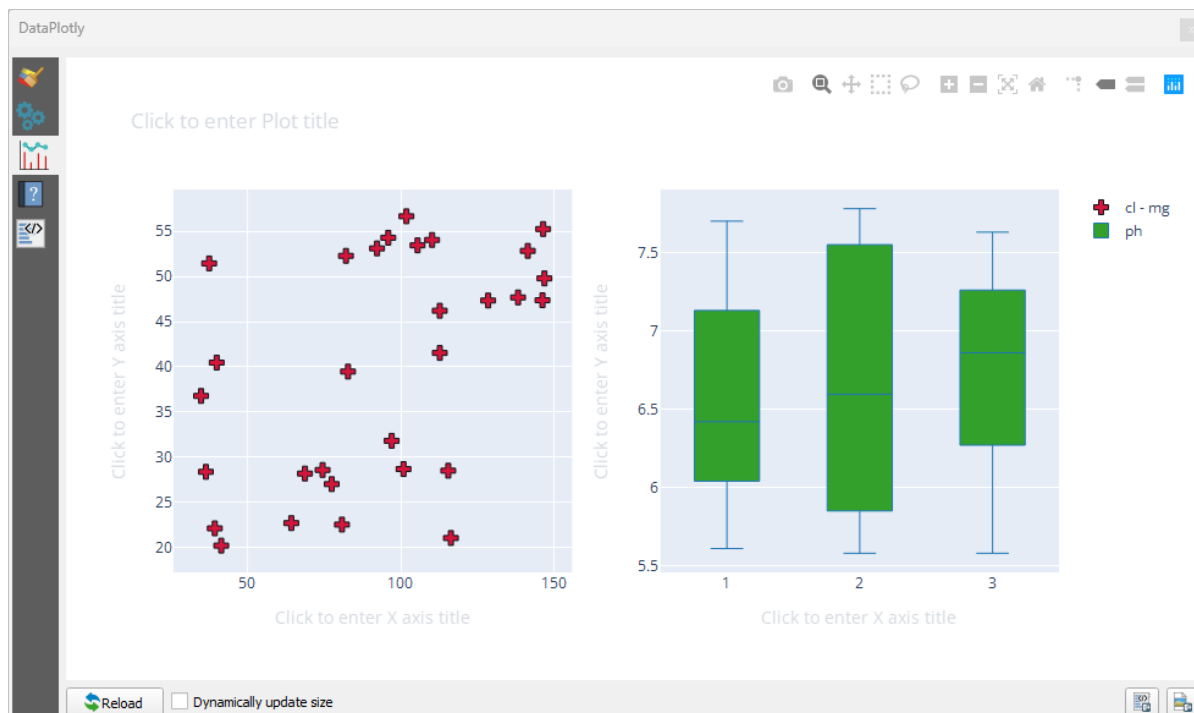 DataPlotly
Click to enter Plot title
cl - mg
ph
55
50
45
40
35
30
25
20
Click to enter Y axis title
50
100
150
Click to enter X axis title
7.5
7
6.5
6
5.5
Click to enter Y axis title
1
2
3
Click to enter X axis title
Reload
Dynamically update size